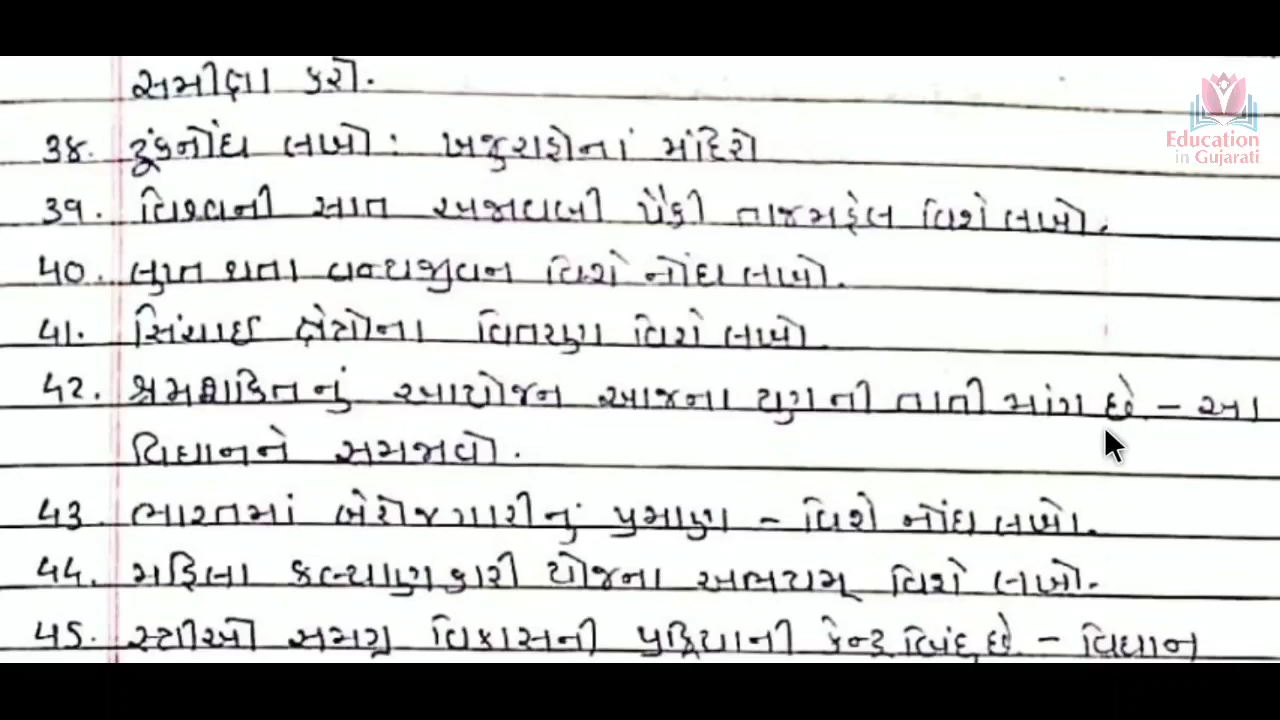 સમીક્ષા કરો.
38. ટૂંકનોંધ લખો : ખજુરાહોનાં મંદિરો
39. વિશ્વની સાત અજાયબી પૈકી તાજમહેલ વિશે લખો.
40. લુપ્ત થતા વન્યજીવન વિશે નોંધ લખો.
41. સિંચાઈ ક્ષેત્રોના વિતરણ વિશે લખો.
42. શ્રમશક્તિનું આયોજન આજના યુગની તાતી માંગ છે – આ
વિધાનને સમજાવો.
43. ભારતમાં બેરોજગારીનું પ્રમાણ – વિશે નોંધ લખો.
44. મહિલા કલ્યાણકારી યોજના અભયમ્ વિશે લખો.
45. સ્ત્રીઓ સમગ્ર વિકાસની પ્રક્રિયાની કેન્દ્રબિંદુ છે – વિધાન
Education
in Gujarati